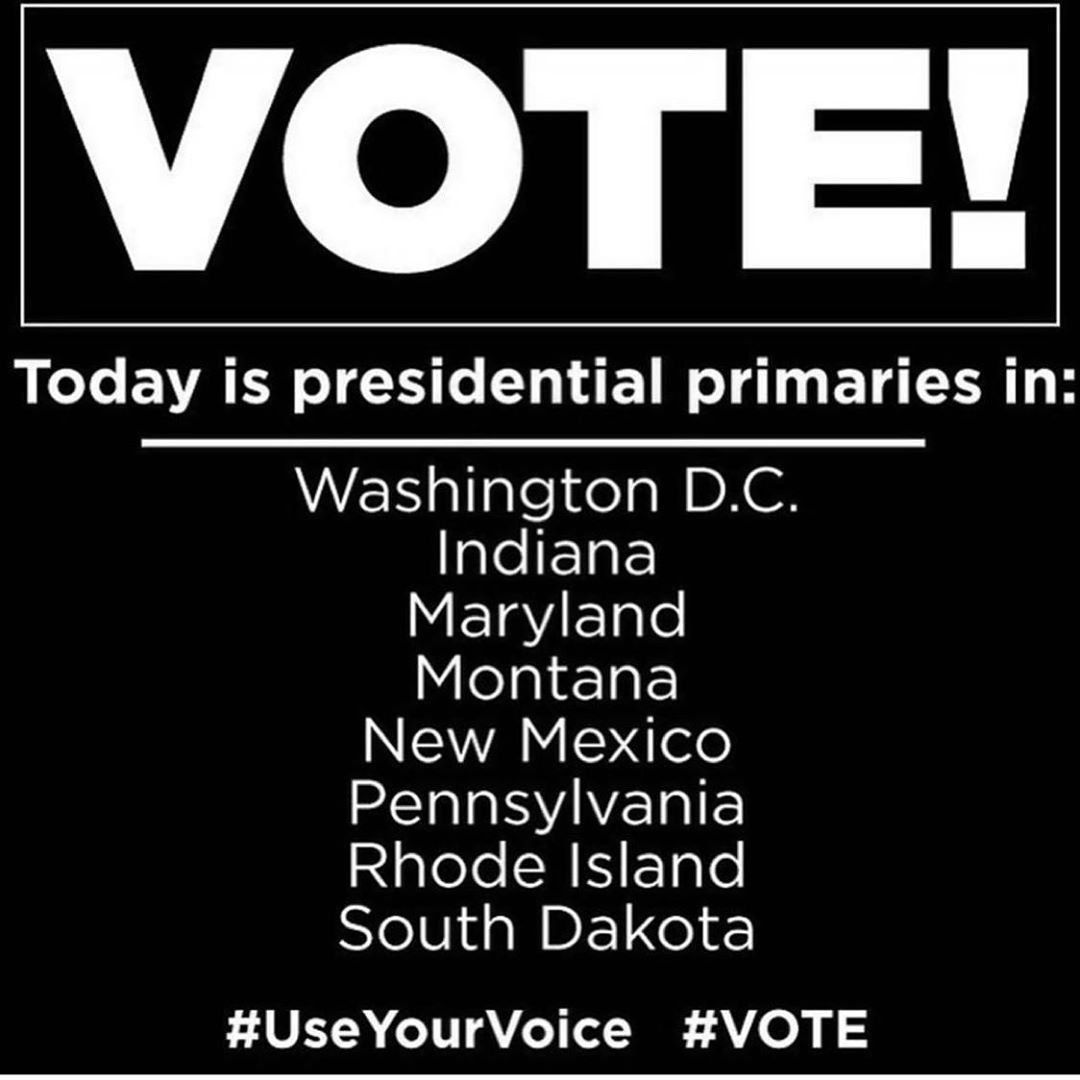 VOTE!
Today is presidential primaries in:
Washington D.C.
Indiana
Maryland
Montana
New Mexico
Pennsylvania
Rhode Island
South Dakota
#UseYourVoice #VOTE